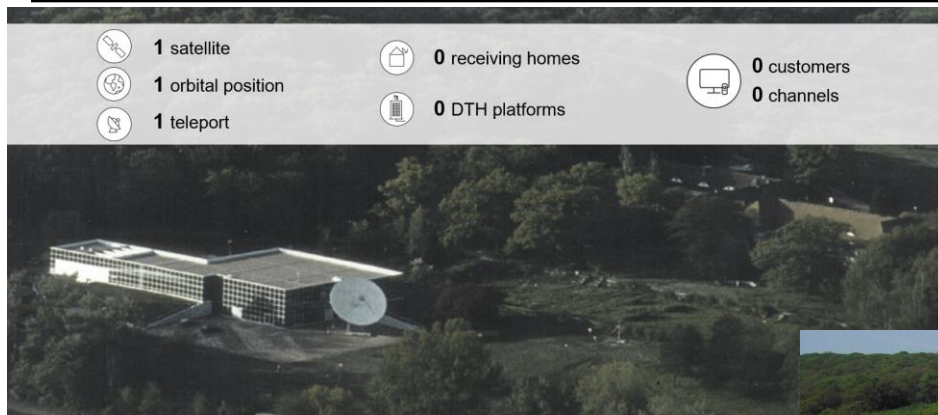 1 satellite
1 orbital position
1 teleport
0 receiving homes
0 DTH platforms
0 customers
0 channels